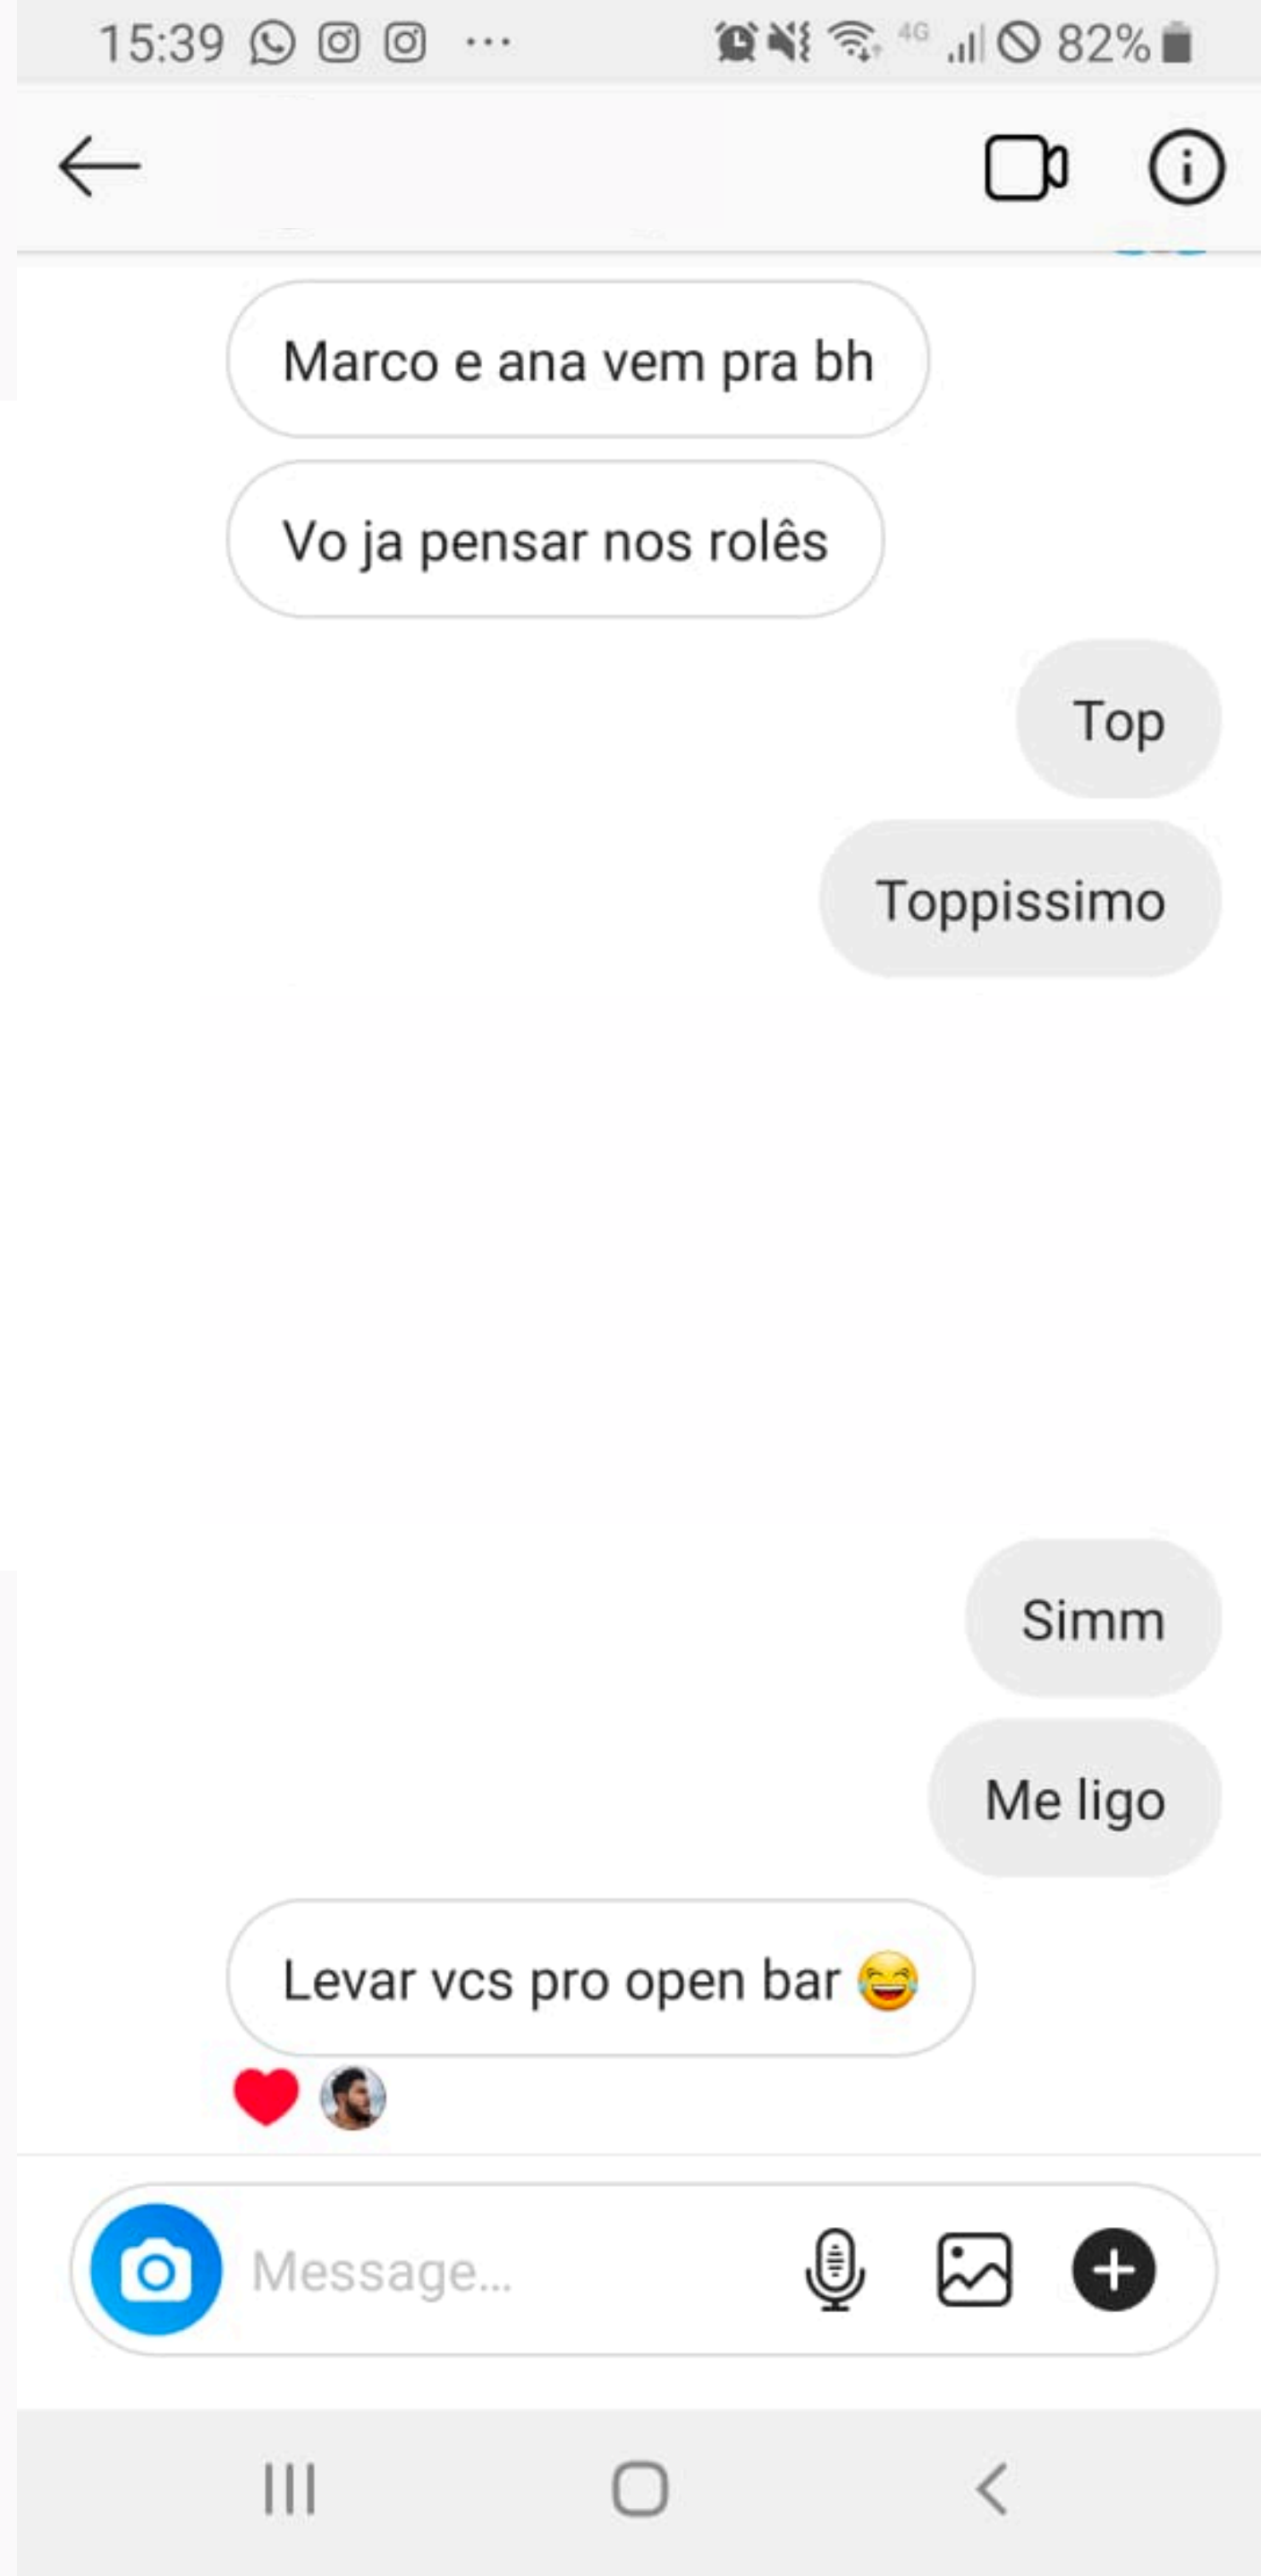 15:39
4G
82%
Marco e ana vem pra bh
Vo ja pensar nos rolês
Top
Toppissimo
Simm
Me ligo
Levar vcs pro open bar 😂
Message...